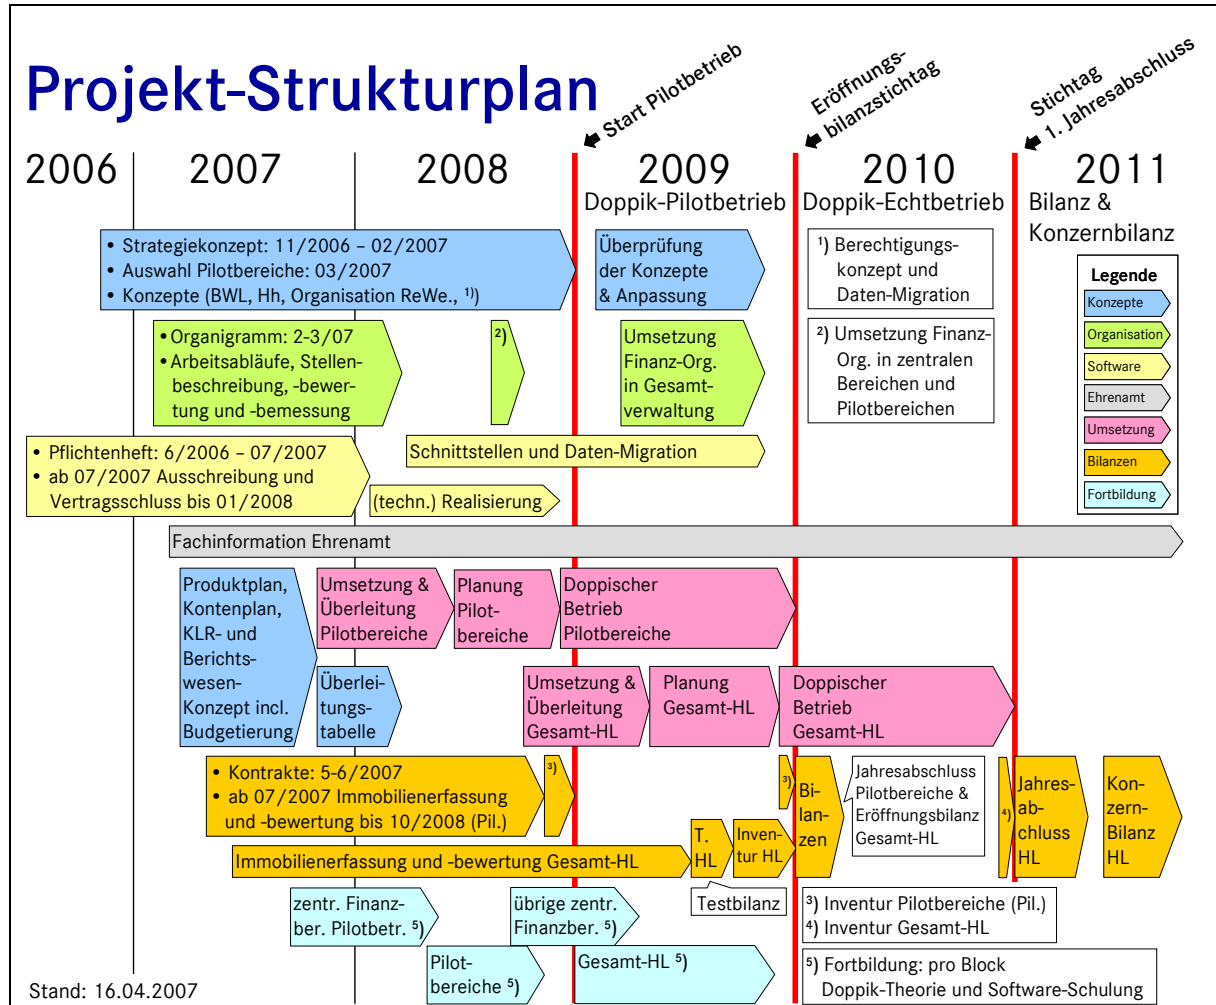 Projekt-Strukturplan
Start Pilotbetrieb
Eröffnungs-
bilanzstichtag
Stichtag
1. Jahresabschluss
2006
2007
2008
2009
2010
2011
Doppik-Pilotbetrieb
Doppik-Echtbetrieb
Bilanz &
Konzernbilanz
• Strategiekonzept: 11/2006 – 02/2007
• Auswahl Pilotbereiche: 03/2007
• Konzepte (BWL, Hh, Organisation ReWe., ¹⁾)
Überprüfung
der Konzepte
& Anpassung
¹) Berechtigungs-
konzept und
Daten-Migration
Legende
Konzepte
Organisation
Software
Ehrenamt
Umsetzung
Bilanzen
Fortbildung
• Organigramm: 2-3/07
• Arbeitsabläufe, Stellen-
beschreibung, -bewer-
tung und -bemessung
²)
Umsetzung
Finanz-Org.
in Gesamt-
verwaltung
²) Umsetzung Finanz-
Org. in zentralen
Bereichen und
Pilotbereichen
• Pflichtenheft: 6/2006 – 07/2007
• ab 07/2007 Ausschreibung und
Vertragsschluss bis 01/2008
Schnittstellen und Daten-Migration
(techn.) Realisierung
Fachinformation Ehrenamt
Produktplan,
Kontenplan,
KLR- und
Berichts-
wesen-
Konzept incl.
Budgetierung
Umsetzung &
Überleitung
Pilotbereiche
Planung
Pilot-
bereiche
Doppischer
Betrieb
Pilotbereiche
Überlei-
tungs-
tabelle
Umsetzung &
Überleitung
Gesamt-HL
Planung
Gesamt-HL
Doppischer
Betrieb
Gesamt-HL
• Kontrakte: 5-6/2007
• ab 07/2007 Immobilienerfassung
und -bewertung bis 10/2008 (Pil.)
³)
³)
Bi-
lan-
zen
Jahresabschluss
Pilotbereiche &
Eröffnungsbilanz
Gesamt-HL
⁴)
Jahres-
ab-
chluss
HL
Kon-
zern-
Bilanz
HL
Immobilienerfassung und -bewertung Gesamt-HL
T.
HL
Inven-
tur HL
Testbilanz
zentr. Finanz-
ber. Pilotbetr. ⁵)
übrige zentr.
Finanzber. ⁵)
³) Inventur Pilotbereiche (Pil.)
⁴) Inventur Gesamt-HL
Pilot-
bereiche ⁵)
Gesamt-HL ⁵)
⁵) Fortbildung: pro Block
Doppik-Theorie und Software-Schulung
Stand: 16.04.2007